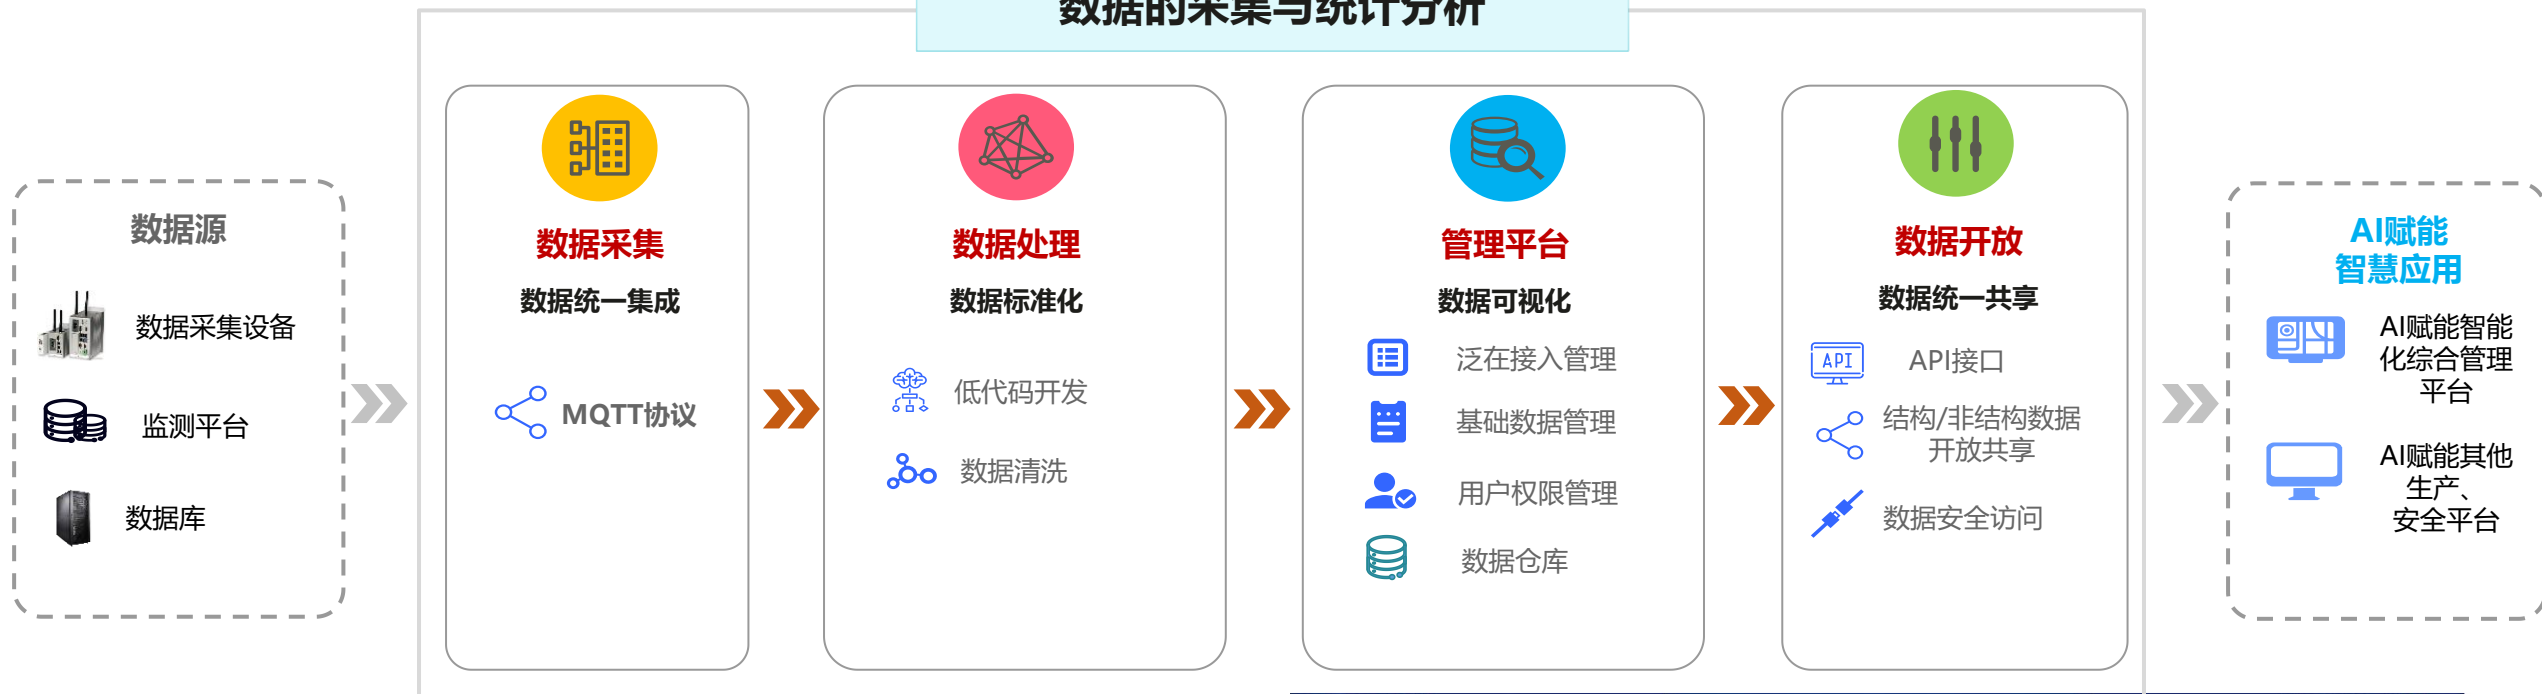 数据的采集与统计分析
数据源
数据采集设备
监测平台
数据库
数据采集
数据统一集成
MQTT协议
数据处理
数据标准化
低代码开发
数据清洗
管理平台
数据可视化
泛在接入管理
基础数据管理
用户权限管理
数据仓库
数据开放
数据统一共享
API
API接口
结构/非结构数据
开放共享
数据安全访问
AI赋能
智慧应用
AI赋能智能
化综合管理
平台
AI赋能其他
生产、
安全平台